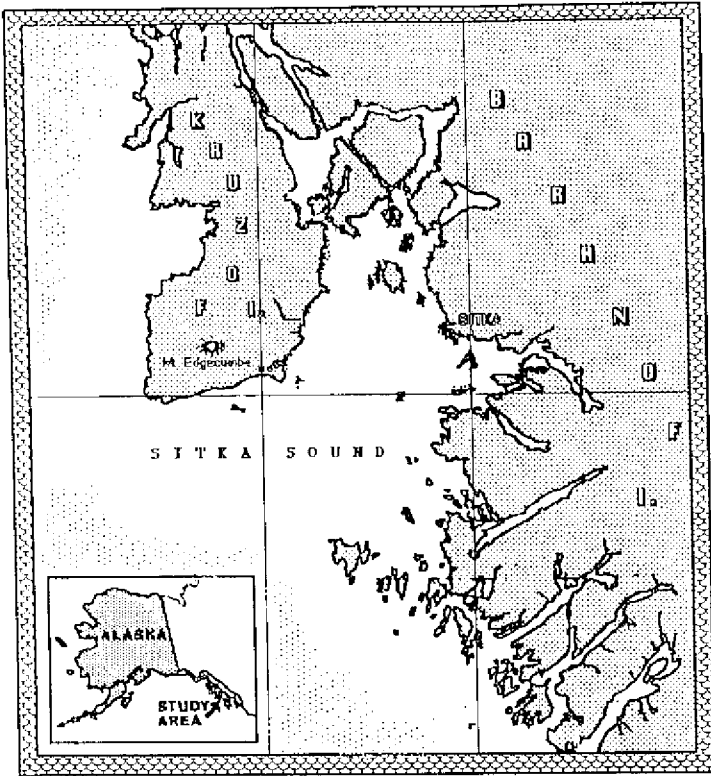 KRUZOF I.
BARANOF I.
SITKA
Mt. Edgecumbe
SITKA SOUND
ALASKA
STUDY
AREA